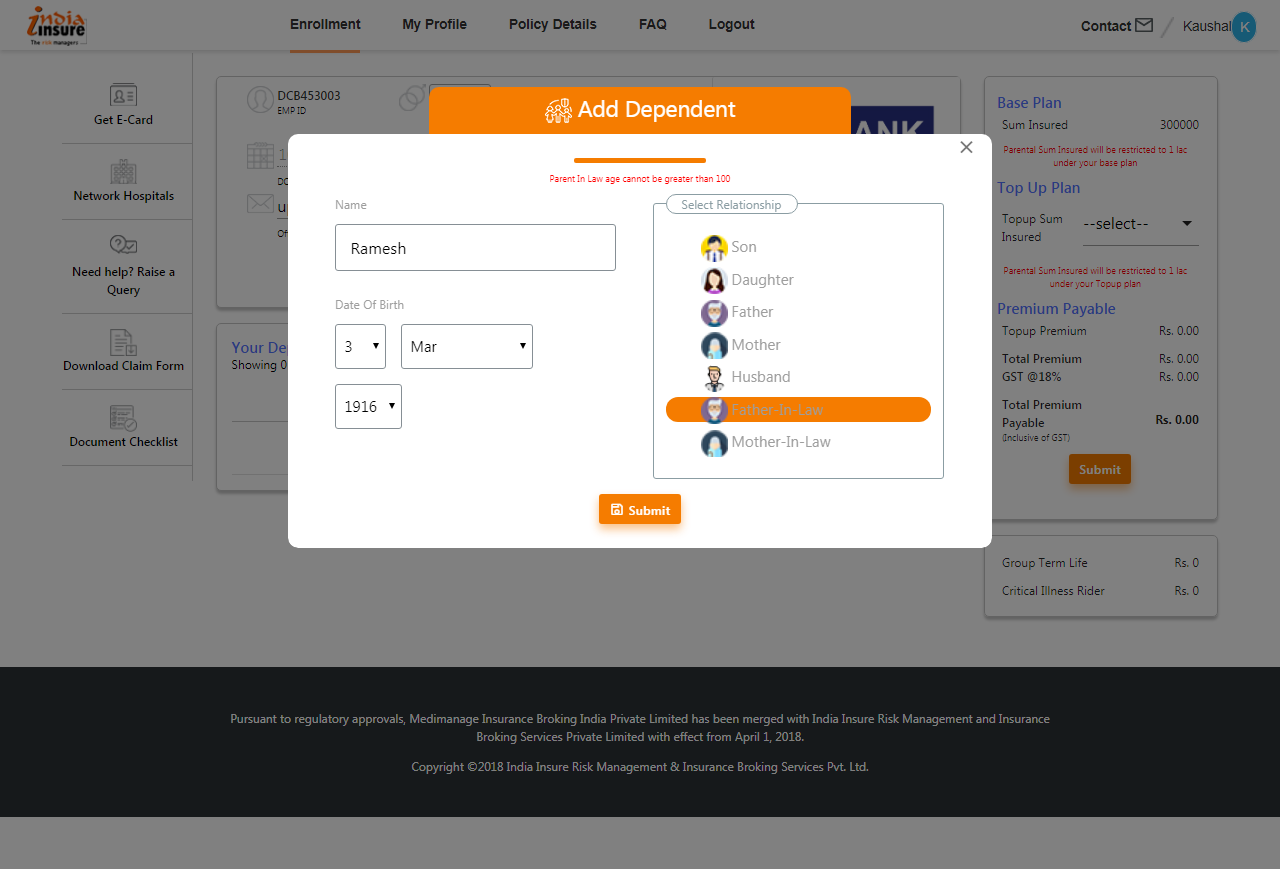 india
insure
The risk managers ...
Enrollment
My Profile
Policy Details
FAQ
Logout
Contact
Kaushal
K
Get E-Card
Network Hospitals
Need help? Raise a
Query
Download Claim Form
Document Checklist
DCB453003
EMP ID
Add Dependent
Parent In Law age cannot be greater than 100
Name
Ramesh
Date Of Birth
3
Mar
1916
Select Relationship
Son
Daughter
Father
Mother
Husband
Father-In-Law
Mother-In-Law
Submit
Your De
Showing 0
Base Plan
Sum Insured 300000
Parental Sum Insured will be restricted to 1 lac
under your base plan
Top Up Plan
Topup Sum
Insured
--select--
Parental Sum Insured will be restricted to 1 lac
under your Topup plan
Premium Payable
Topup Premium Rs. 0.00
Total Premium Rs. 0.00
GST @18% Rs. 0.00
Total Premium
Payable Rs. 0.00
(Inclusive of GST)
Submit
Group Term Life Rs. 0
Critical Illness Rider Rs. 0
Pursuant to regulatory approvals, Medimanage Insurance Broking India Private Limited has been merged with India Insure Risk Management and Insurance
Broking Services Private Limited with effect from April 1, 2018.
Copyright ©2018 India Insure Risk Management & Insurance Broking Services Pvt. Ltd.